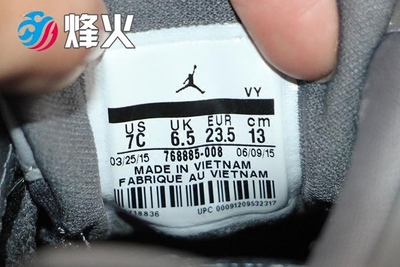 烽火
VY
US UK EUR cm
7C 6.5 23.5 13
03/25/15 768885-008 06/09/15
MADE IN VIETNAM
FABRIQUE AU VIETNAM
UPC 00091209532317